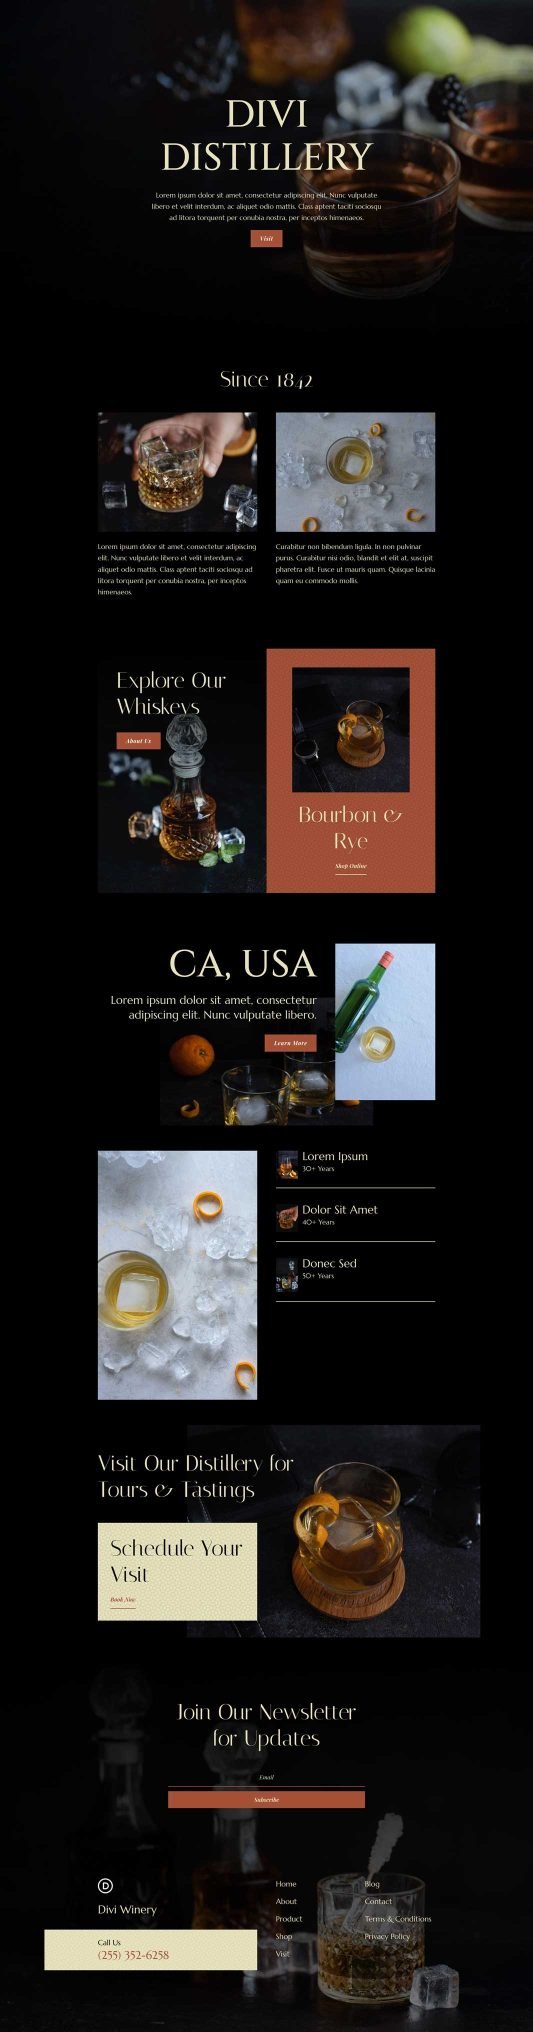 DIVI
DISTILLERY
Lorem ipsum dolor sit amet, consectetur adipiscing elit. Nunc vulputate
libero et velit interdum, ac aliquet odio mattis. Class aptent taciti sociosqu
ad litora torquent per conubia nostra, per inceptos himenaeos.
Visit
Since 1842
Lorem ipsum dolor sit amet, consectetur adipiscing
elit. Nunc vulputate libero et velit interdum, ac
aliquet odio mattis. Class aptent taciti sociosqu ad
litora torquent per conubia nostra, per inceptos
himenaeos.
Curabitur non bibendum ligula. In non pulvinar
purus. Curabitur nisi odio, blandit et elit at, suscipit
pharetra elit. Fusce ut mauris quam. Quisque lacinia
quam eu commodo mollis.
Explore Our
Whiskeys
About Us
Bourbon &
Rye
Shop Online
CA, USA
Lorem ipsum dolor sit amet, consectetur
adipiscing elit. Nunc vulputate libero.
Learn More
Lorem Ipsum
30+ Years
Dolor Sit Amet
40+ Years
Donec Sed
50+ Years
Visit Our Distillery for
Tours & Tastings
Schedule Your
Visit
Book Now
Join Our Newsletter
for Updates
Email
Subscribe
D
Divi Winery
Call Us
(255) 352-6258
Home
About
Product
Shop
Visit
Blog
Contact
Terms & Conditions
Privacy Policy